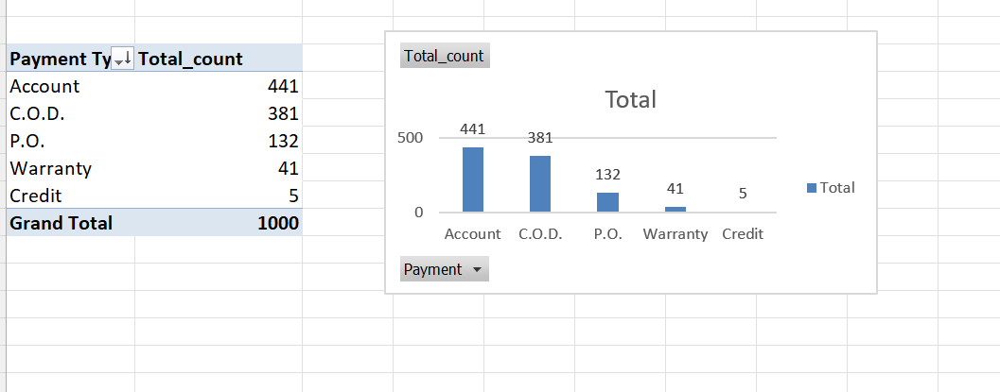 Payment Ty Total_count
Account 441
C.O.D. 381
P.O. 132
Warranty 41
Credit 5
Grand Total 1000
Total_count
Total
500
0
441
381
132
41
5
Account C.O.D. P.O. Warranty Credit
Total
Payment